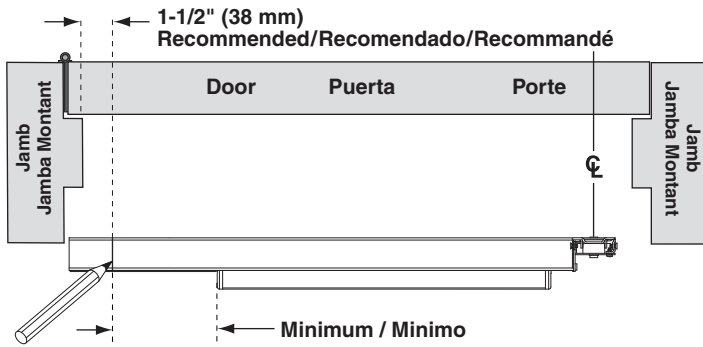 1-1/2" (38 mm)
Recommended/Recomendado/Recommandé
Door Puerta Porte
Jamb
Jamba Montant
Jamb
Jamba Montant
℄
Minimum / Minimo